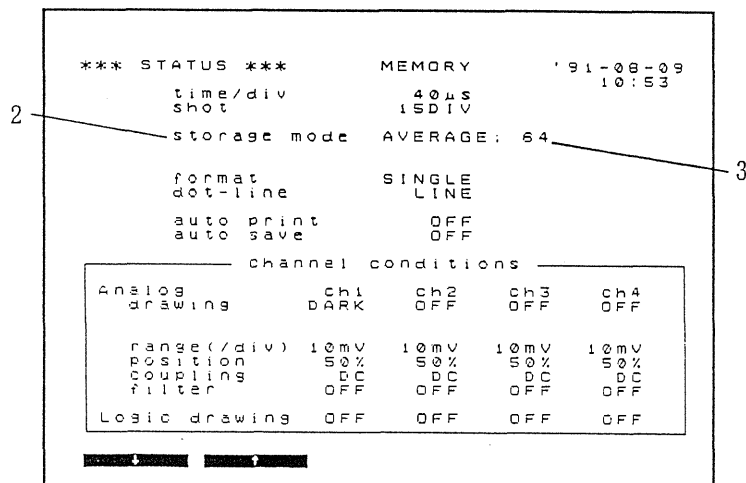 *** STATUS *** MEMORY '91-08-09
10:53
time/div 40µs
shot 15DIV
2
storage mode AVERAGE: 64
3
format SINGLE
dot-line LINE
auto print OFF
auto save OFF
Channel conditions
Analog ch1 ch2 ch3 ch4
drawing DARK OFF OFF OFF
range(/div) 10mV 10mV 10mV 10mV
position 50% 50% 50% 50%
coupling DC DC DC DC
filter OFF OFF OFF OFF
Logic drawing OFF OFF OFF OFF
↓ ↑